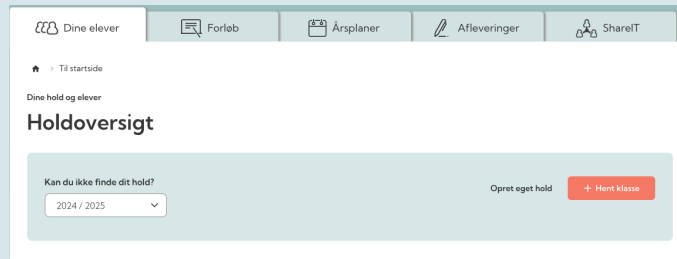 Dine elever
Forløb
Årsplaner
Afleveringer
ShareIT
> Til startside
Dine hold og elever
Holdoversigt
Kan du ikke finde dit hold?
2024 / 2025
Opret eget hold
+ Hent klasse